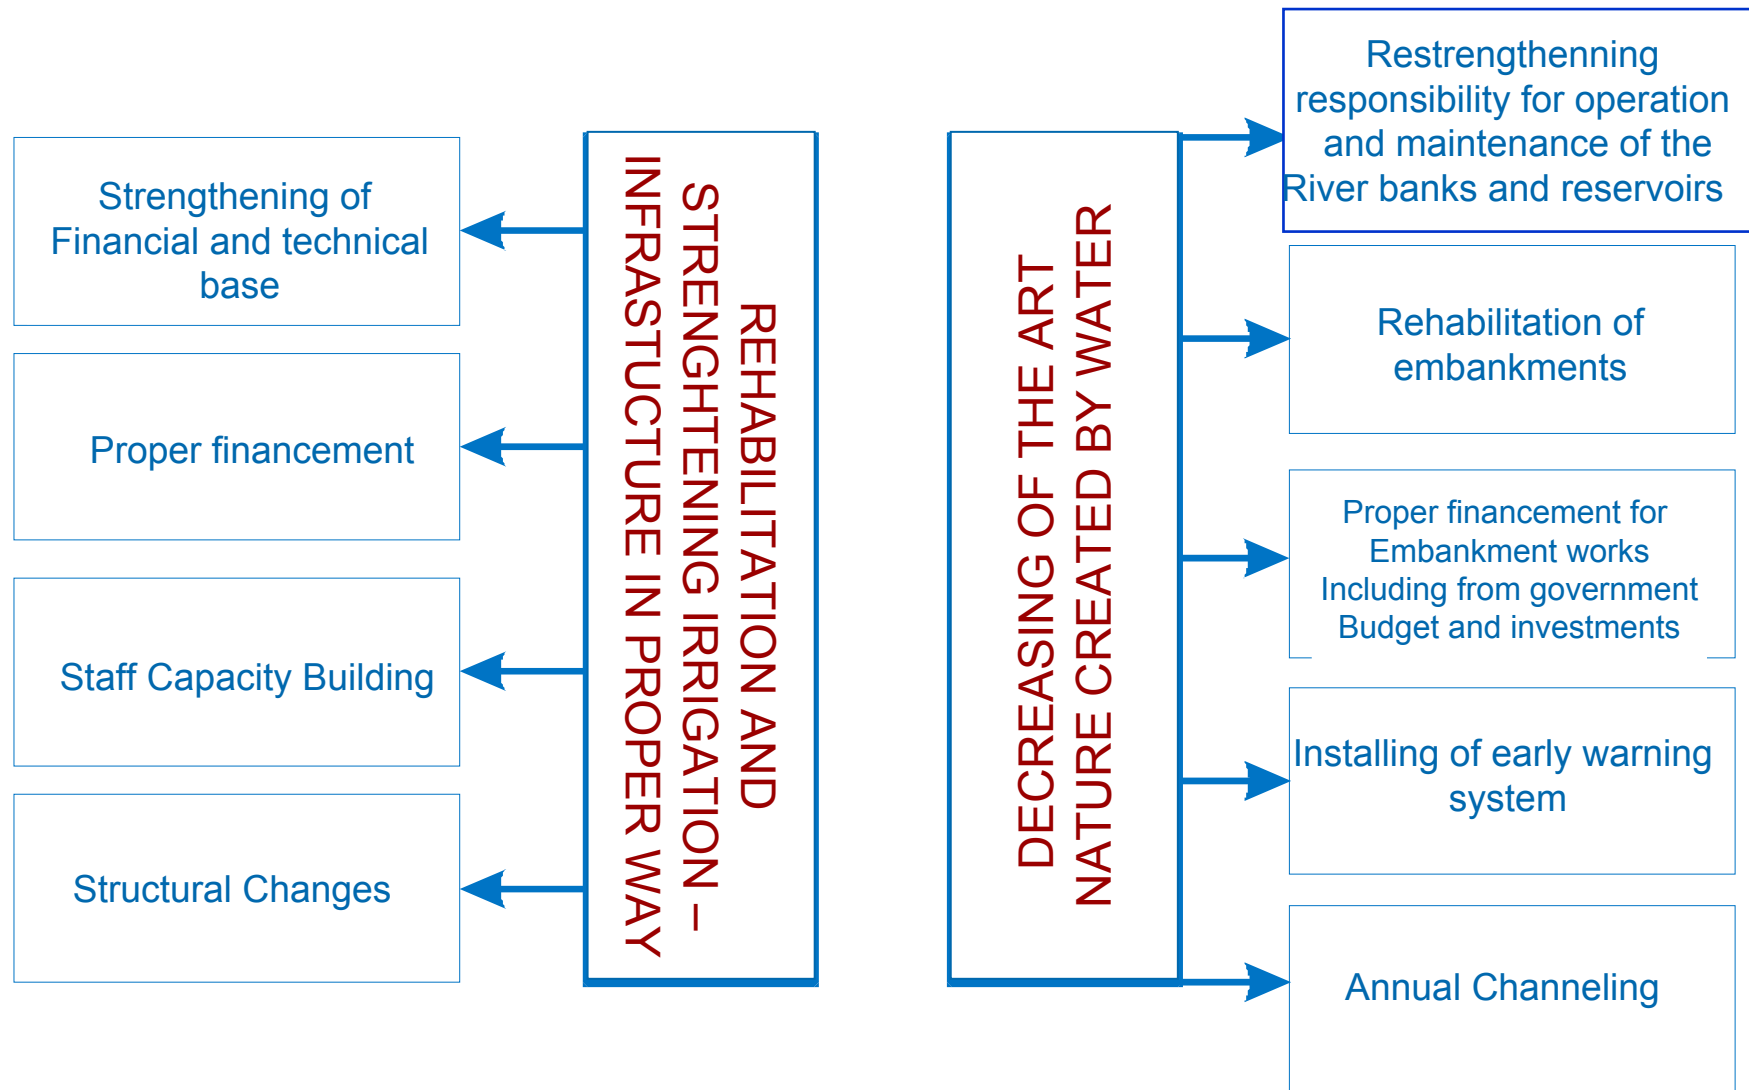 Strengthening of
Financial and technical
base
Proper financement
Staff Capacity Building
Structural Changes
REHABILITATION AND
STRENGHTENING IRRIGATION –
INFRASTUCTURE IN PROPER WAY
DECREASING OF THE ART
NATURE CREATED BY WATER
Restrengthenning
responsibility for operation
and maintenance of the
River banks and reservoirs
Rehabilitation of
embankments
Proper financement for
Embankment works
Including from government
Budget and investments
Installing of early warning
system
Annual Channeling